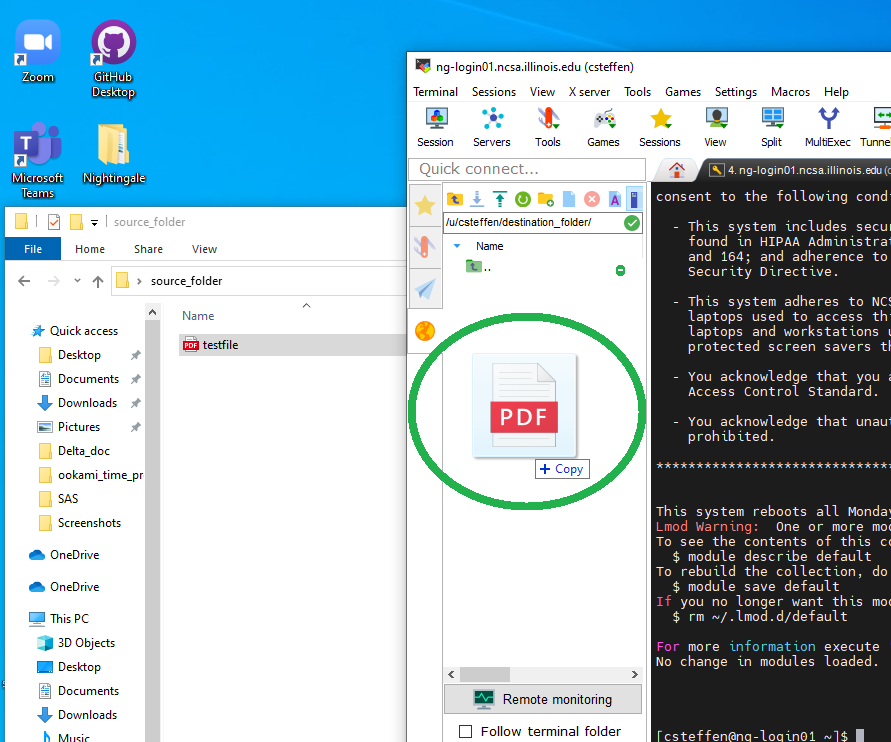 Zoom
GitHub
Desktop
Microsoft
Teams
Nightingale
source_folder
File Home Share View
source_folder
Name
testfile
Quick access
Desktop
Documents
Downloads
Pictures
Delta_doc
ookami_time_pr
SAS
Screenshots
OneDrive
OneDrive
This PC
3D Objects
Desktop
Documents
Downloads
Music
ng-login01.ncsa.illinois.edu (csteffen)
Terminal Sessions View X server Tools Games Settings Macros Help
Session Servers Tools Games Sessions View Split MultiExec Tunne
Quick connect...
4. ng-login01.ncsa.illinois.edu (
/u/csteffen/destination_folder/
Name
..
PDF
Copy
Remote monitoring
Follow terminal folder
consent to the following condi
- This system includes secur
found in HIPAA Administrat
and 164; and adherence to
Security Directive.
- This system adheres to NCS
laptops used to access thi
laptops and workstations u
protected screen savers th
- You acknowledge that you a
Access Control Standard.
- You acknowledge that unaut
prohibited.
*****************************
This system reboots all Monday
Lmod Warning: One or more mod
To see the contents of this co
$ module describe default
To rebuild the collection, do
$ module save default
If you no longer want this mod
$ rm ~/.lmod.d/default
For more information execute
No change in modules loaded.
[csteffen@ng-login01 ~]$